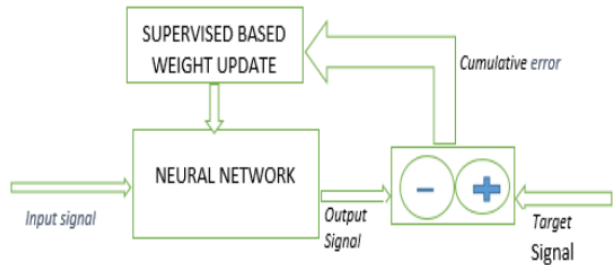 SUPERVISED BASED
WEIGHT UPDATE
Cumulative error
NEURAL NETWORK
Input signal
Output
Signal
Target
Signal